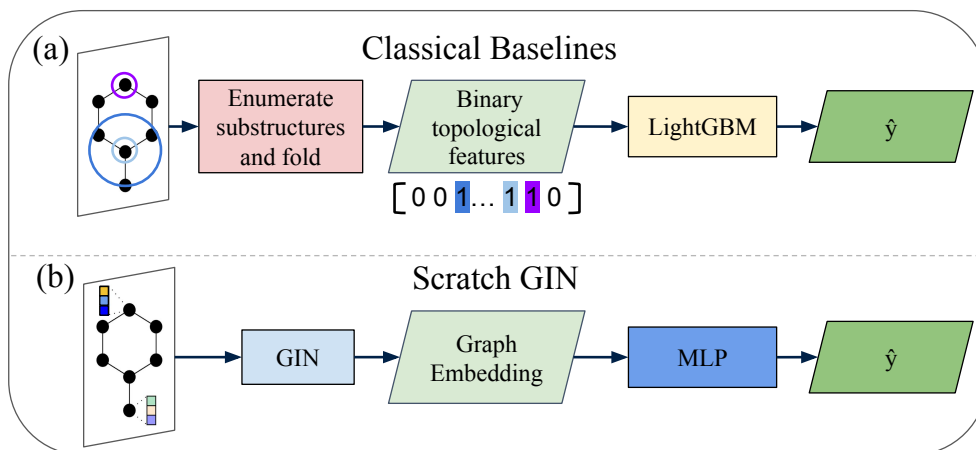 (a)
Classical Baselines
Enumerate
substructures
and fold
Binary
topological
features
LightGBM
ŷ
[ 0 0 1... 1 1 0 ]
(b)
Scratch GIN
GIN
Graph
Embedding
MLP
ŷ